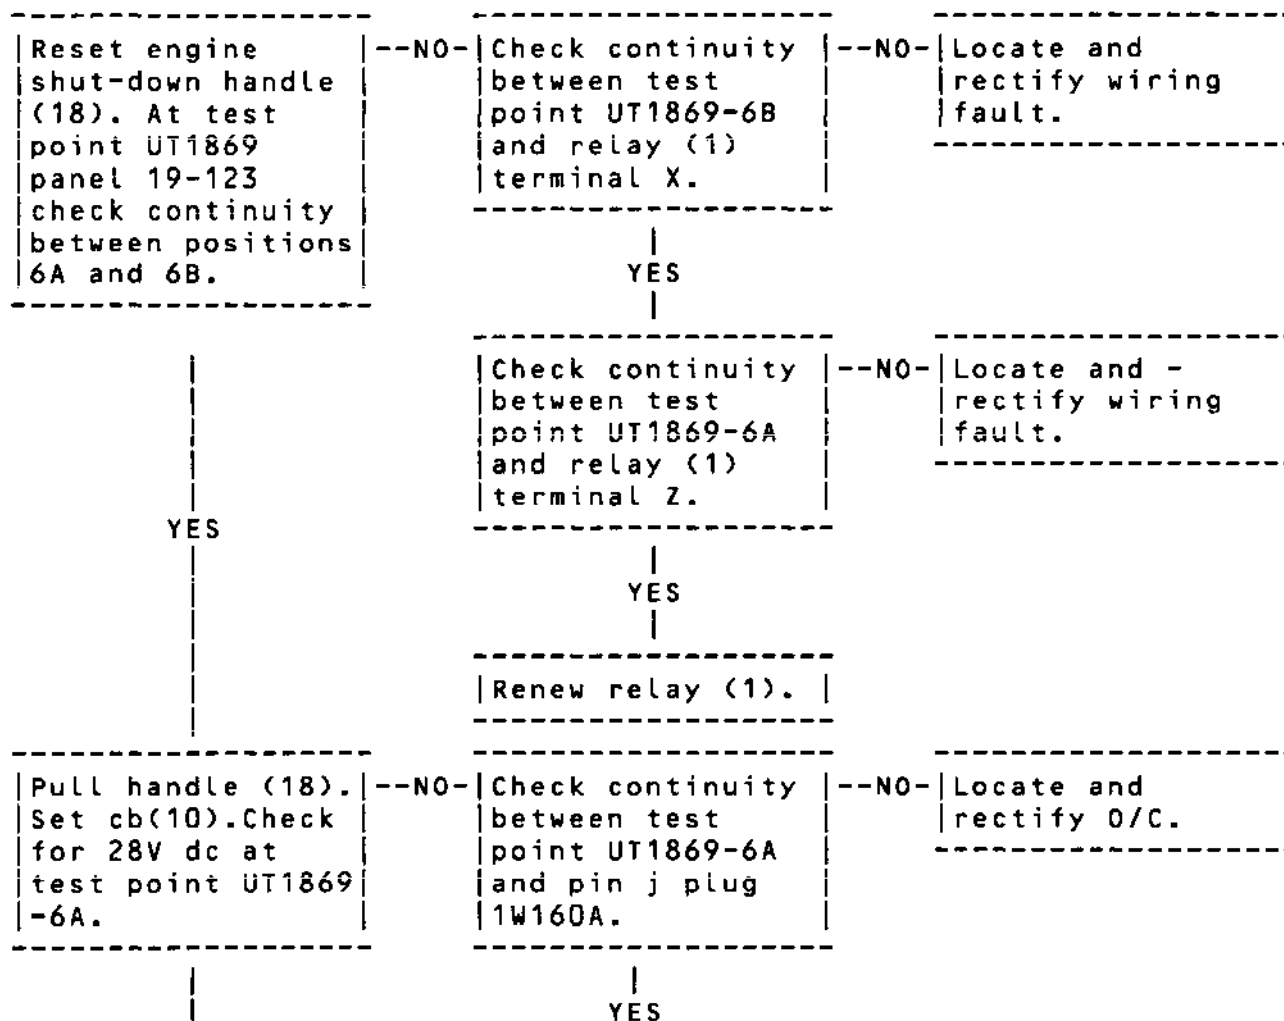 Reset engine
shut-down handle
(18). At test
point UT1869
panel 19-123
check continuity
between positions
6A and 6B.
--NO-
Check continuity
between test
point UT1869-6B
and relay (1)
terminal X.
--NO-
Locate and
rectify wiring
fault.
YES
Check continuity
between test
point UT1869-6A
and relay (1)
terminal Z.
--NO-
Locate and -
rectify wiring
fault.
YES
YES
Renew relay (1).
Pull handle (18).
Set cb(10).Check
for 28V dc at
test point UT1869
-6A.
--NO-
Check continuity
between test
point UT1869-6A
and pin j plug
1W160A.
--NO-
Locate and
rectify O/C.
YES